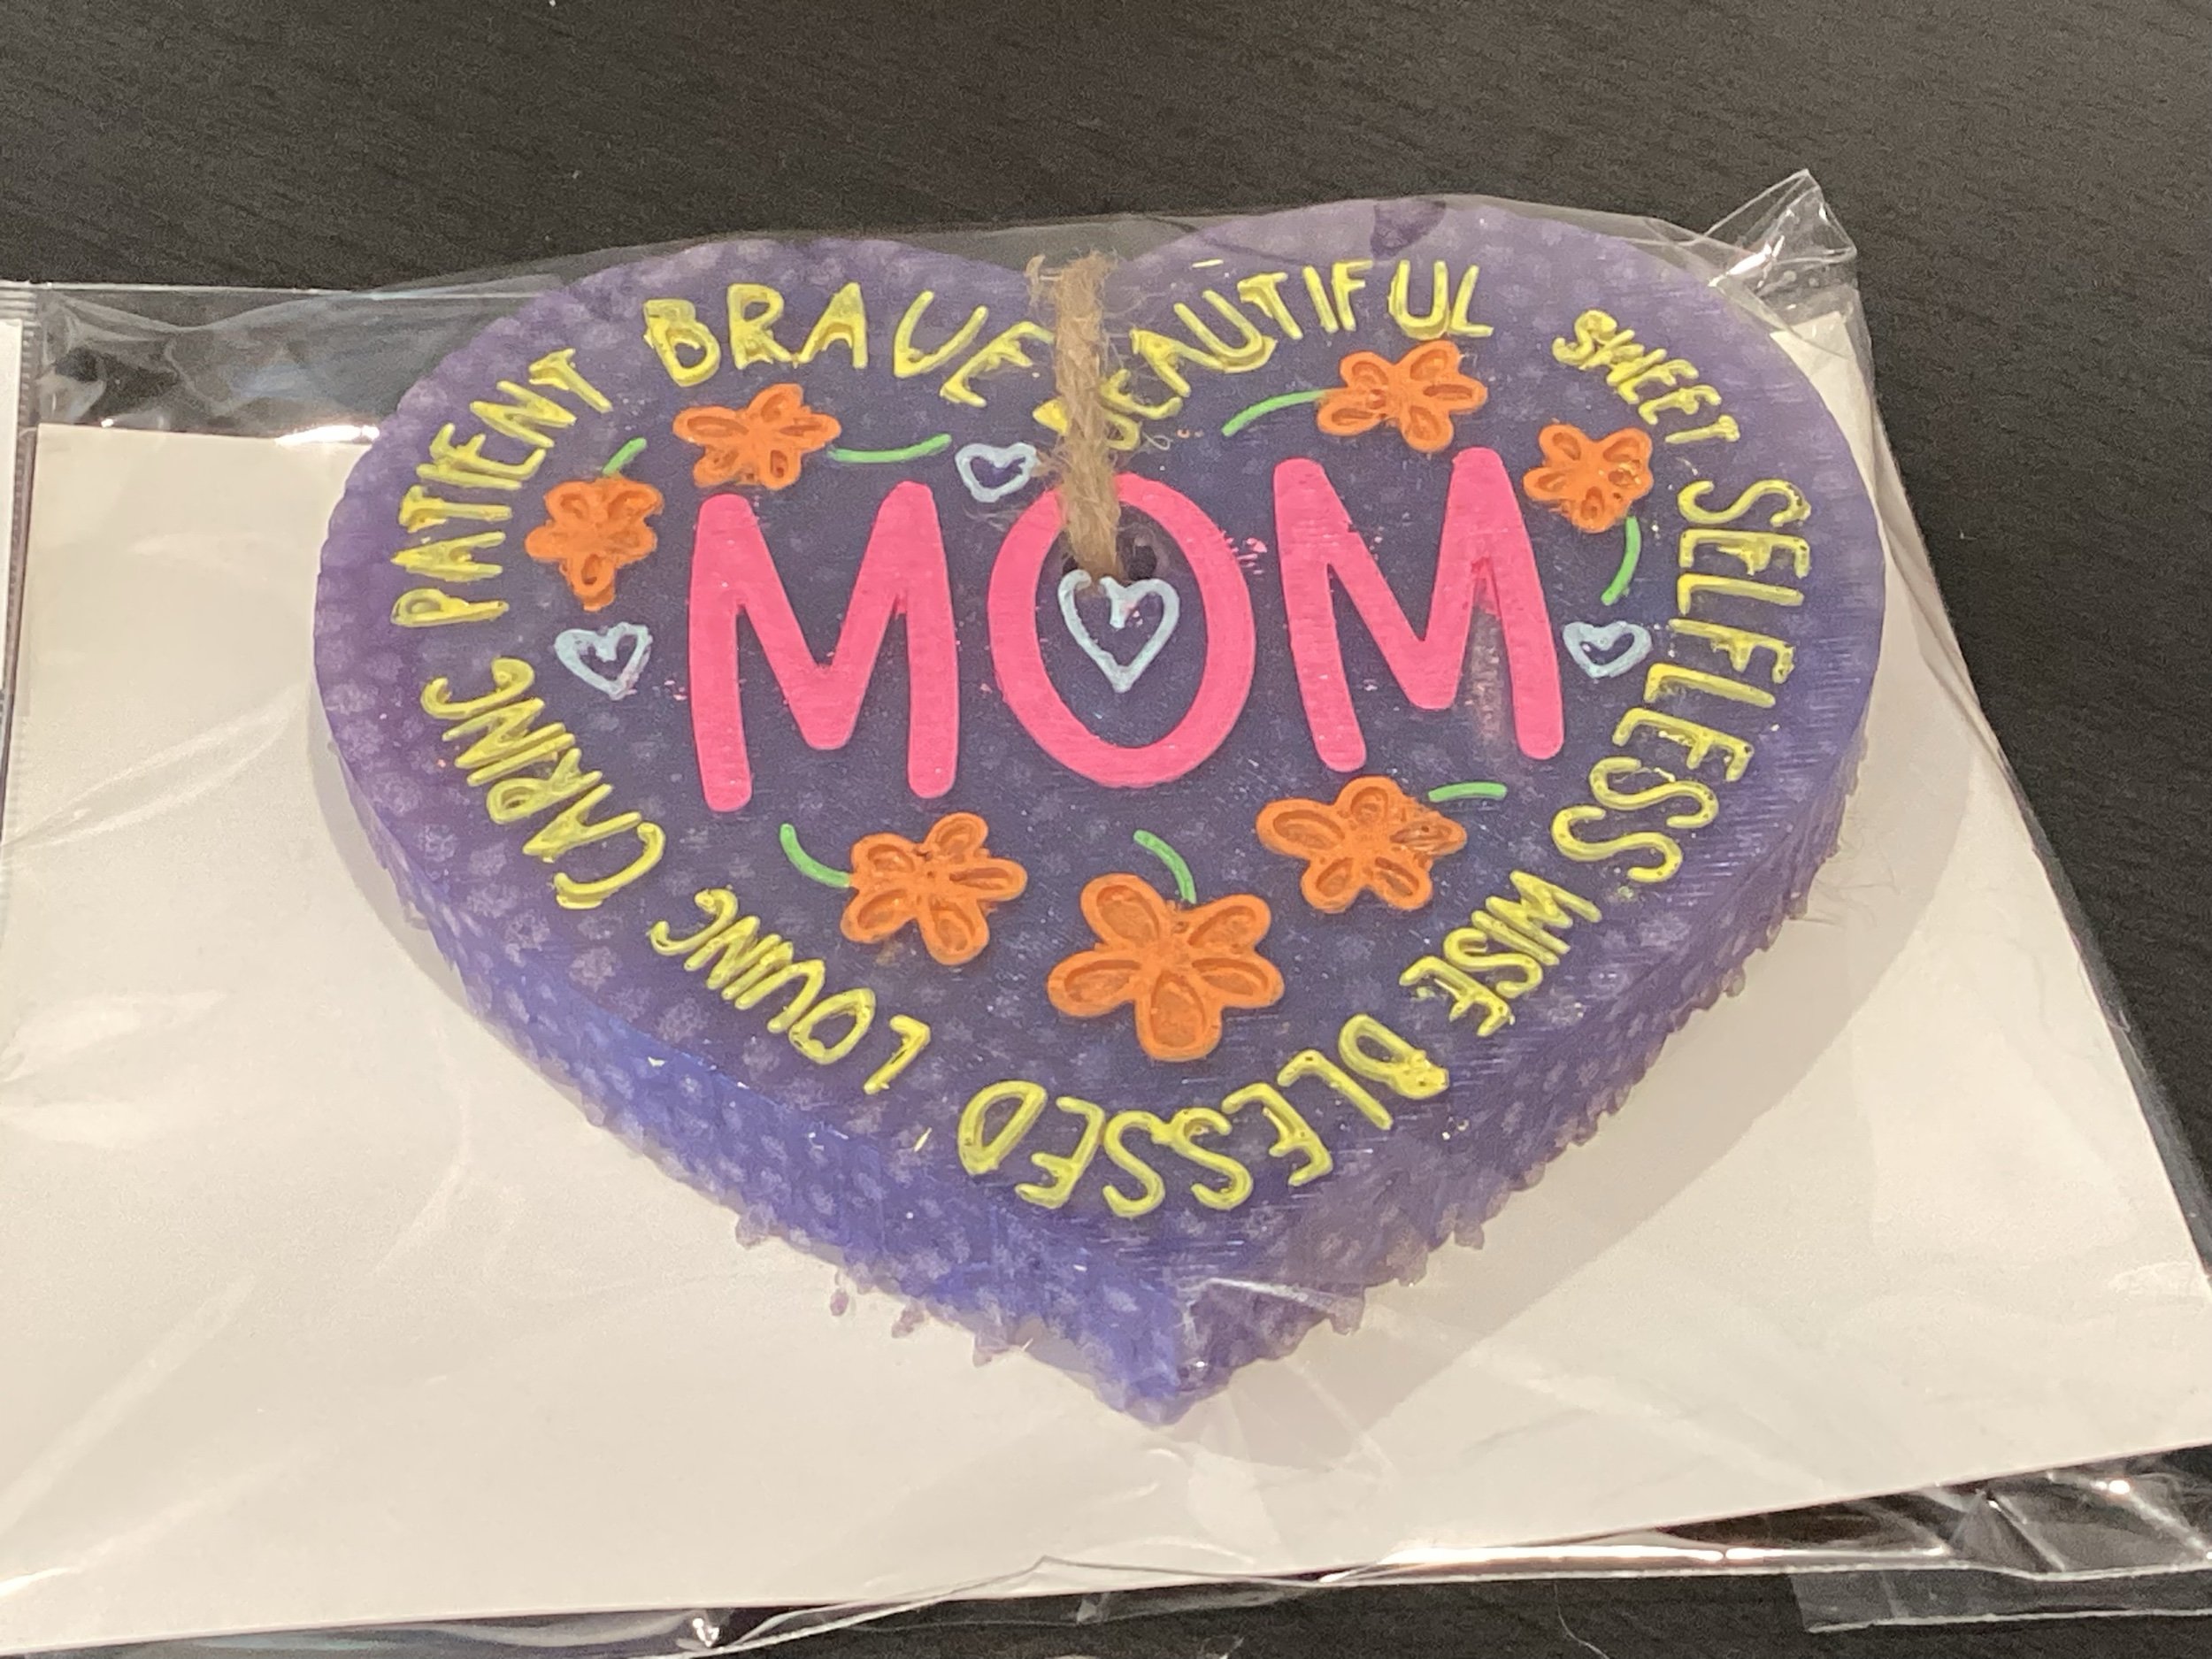 MOM
BRAVE
BEAUTIFUL
SWEET
SELFLESS
WISE
BLESSED
LOVING
CARING
PATIENT